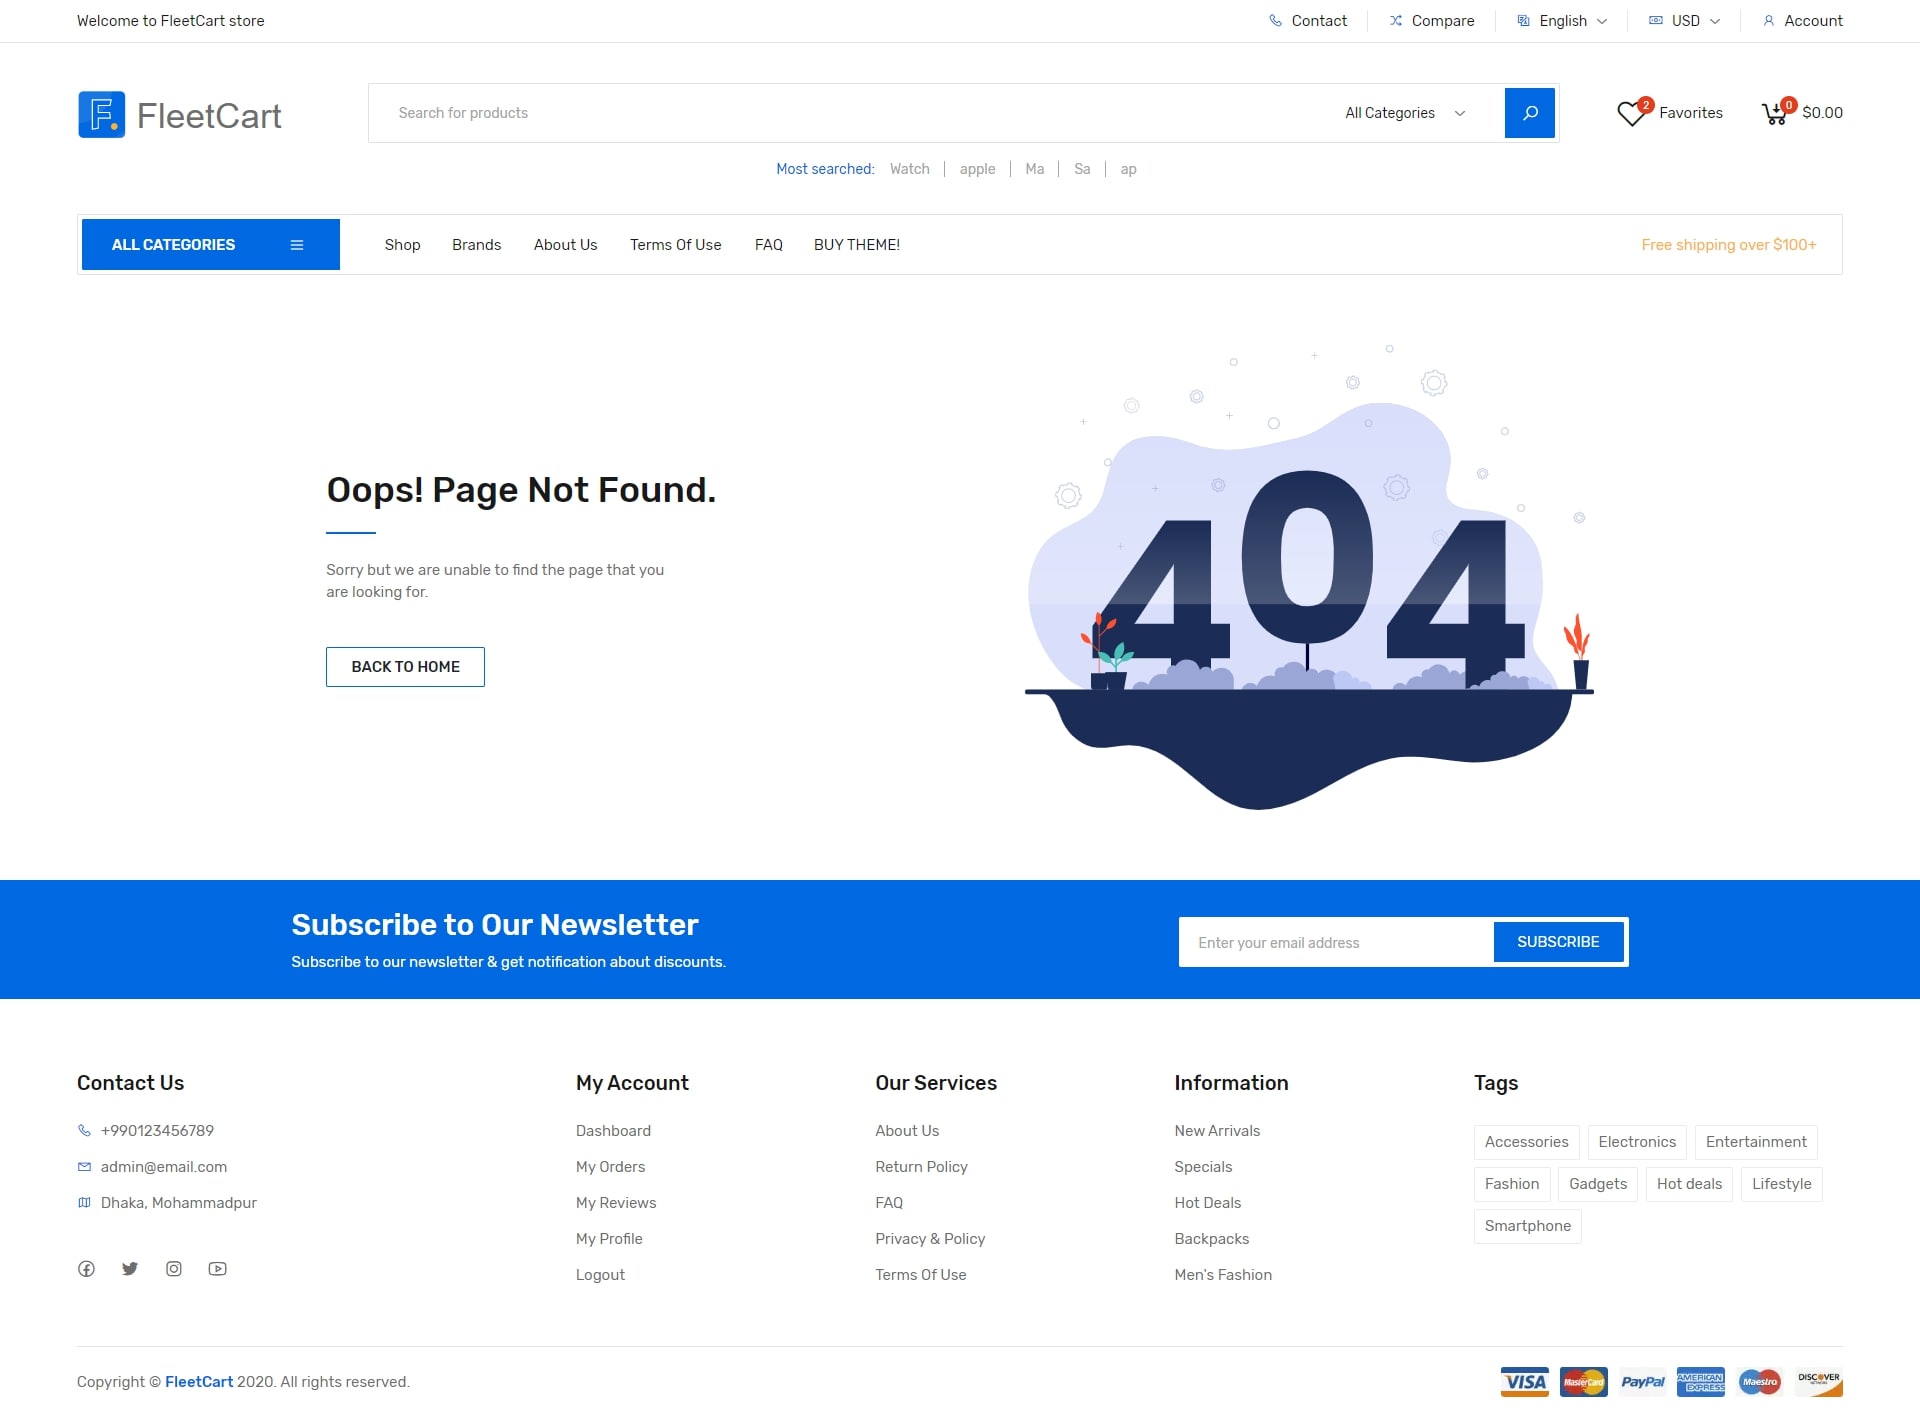 Welcome to FleetCart store
Contact
Compare
English
USD
Account
F.
FleetCart
Search for products
All Categories
2
Favorites
0
$0.00
Most searched: Watch apple Ma Sa ap
ALL CATEGORIES
Shop
Brands
About Us
Terms Of Use
FAQ
BUY THEME!
Free shipping over $100+
Oops! Page Not Found.
Sorry but we are unable to find the page that you
are looking for.
BACK TO HOME
404
Subscribe to Our Newsletter
Subscribe to our newsletter & get notification about discounts.
Enter your email address
SUBSCRIBE
Contact Us
+990123456789
admin@email.com
Dhaka, Mohammadpur
My Account
Dashboard
My Orders
My Reviews
My Profile
Logout
Our Services
About Us
Return Policy
FAQ
Privacy & Policy
Terms Of Use
Information
New Arrivals
Specials
Hot Deals
Backpacks
Men's Fashion
Tags
Accessories
Electronics
Entertainment
Fashion
Gadgets
Hot deals
Lifestyle
Smartphone
Copyright © FleetCart 2020. All rights reserved.
VISA
MasterCard
PayPal
AMERICAN
EXPRESS
Maestro
DISCOVER
NETWORK